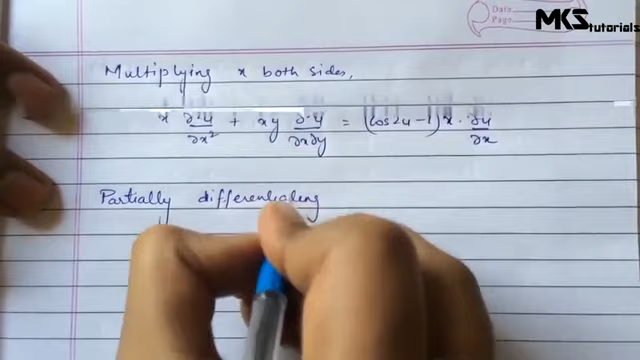 Date
Page
MKS
tutorials
Multiplying x both sides,
x ∂²u/∂x² + xy ∂²u/∂x∂y = (cos2u-1)x · ∂u/∂x
Partially differentiating